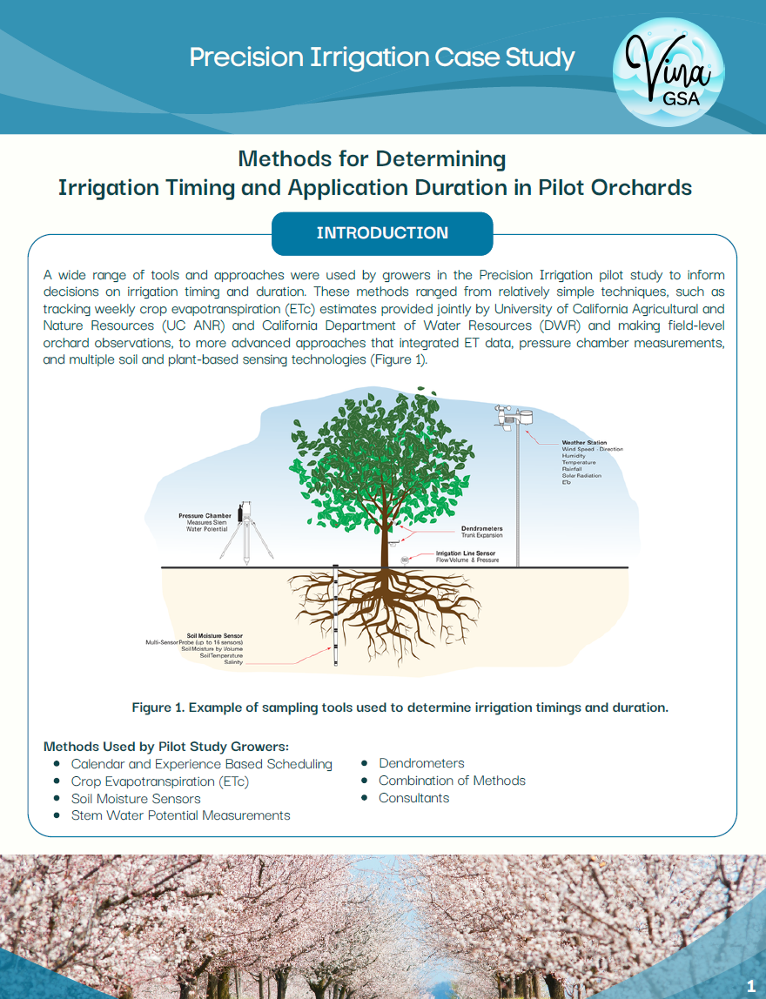 Precision Irrigation Case Study
Vina
GSA
Methods for Determining
Irrigation Timing and Application Duration in Pilot Orchards
INTRODUCTION
A wide range of tools and approaches were used by growers in the Precision Irrigation pilot study to inform
decisions on irrigation timing and duration. These methods ranged from relatively simple techniques, such as
tracking weekly crop evapotranspiration (ETc) estimates provided jointly by University of California Agricultural and
Nature Resources (UC ANR) and California Department of Water Resources (DWR) and making field-level
orchard observations, to more advanced approaches that integrated ET data, pressure chamber measurements,
and multiple soil and plant-based sensing technologies (Figure 1).
Weather Station
Wind Speed - Direction
Humidity
Temperature
Rainfall
Solar Radiation
ETo
Pressure Chamber
Measures Stem
Water Potential
Dendrometers
Trunk Expansion
Irrigation Line Sensor
Flow Volume & Pressure
Soil Moisture Sensor
Multi-Sensor Probe (up to 16 sensors)
Soil Moisture by Volume
Soil Temperature
Salinity
Figure 1. Example of sampling tools used to determine irrigation timings and duration.
Methods Used by Pilot Study Growers:
• Calendar and Experience Based Scheduling
• Crop Evapotranspiration (ETc)
• Soil Moisture Sensors
• Stem Water Potential Measurements
• Dendrometers
• Combination of Methods
• Consultants
1